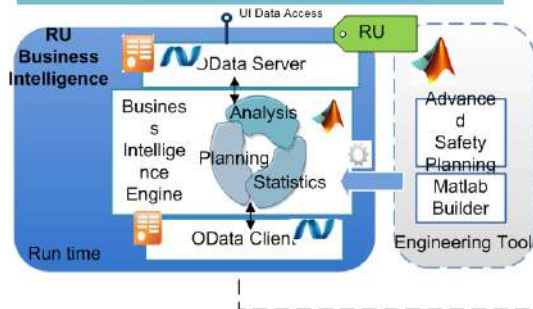 UI Data Access
RU
Business
Intelligence
RU
OData Server
Busines
s
Intellige
nce
Engine
Analysis
Planning
Statistics
OData Client
Run time
Advance
d
Safety
Planning
Matlab
Builder
Engineering Tool